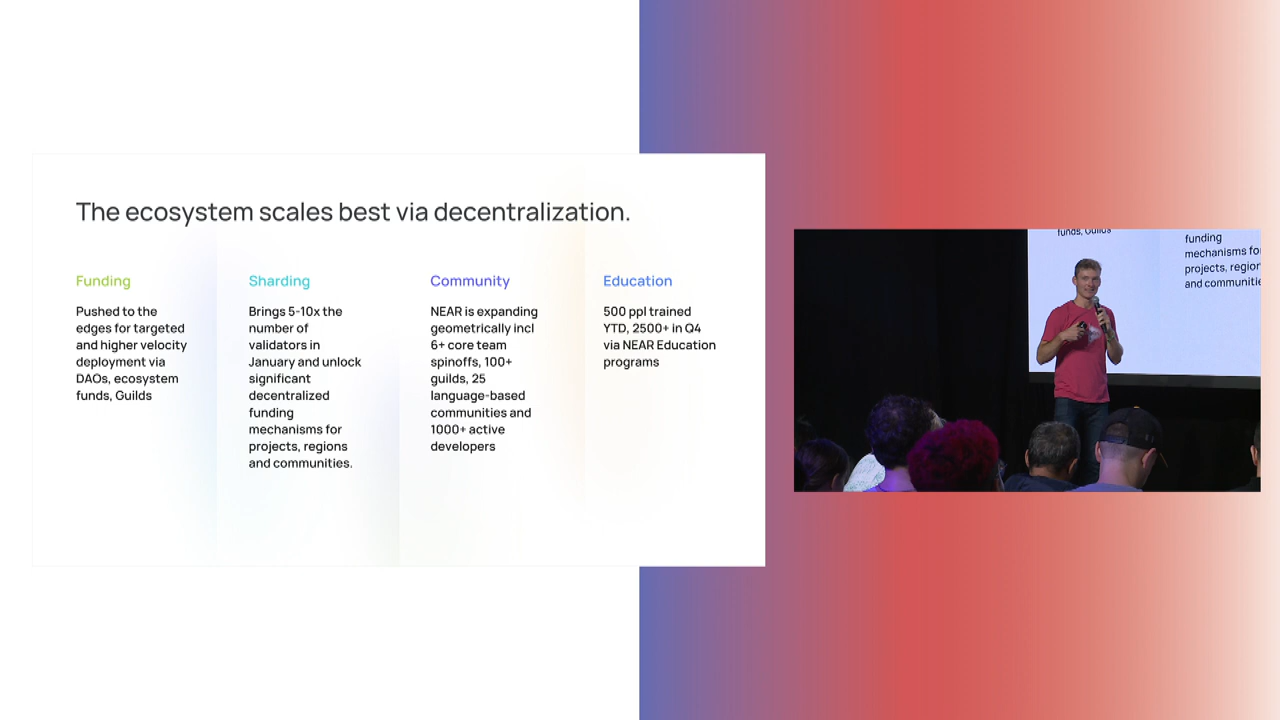 The ecosystem scales best via decentralization.
Funding
Pushed to the
edges for targeted
and higher velocity
deployment via
DAOs, ecosystem
funds, Guilds
Sharding
Brings 5-10x the
number of
validators in
January and unlock
significant
decentralized
funding
mechanisms for
projects, regions
and communities.
Community
NEAR is expanding
geometrically incl
6+ core team
spinoffs, 100+
guilds, 25
language-based
communities and
1000+ active
developers
Education
500 ppl trained
YTD, 2500+ in Q4
via NEAR Education
programs
funds, Guilds
funding
mechanisms fo
projects, region
and communitie